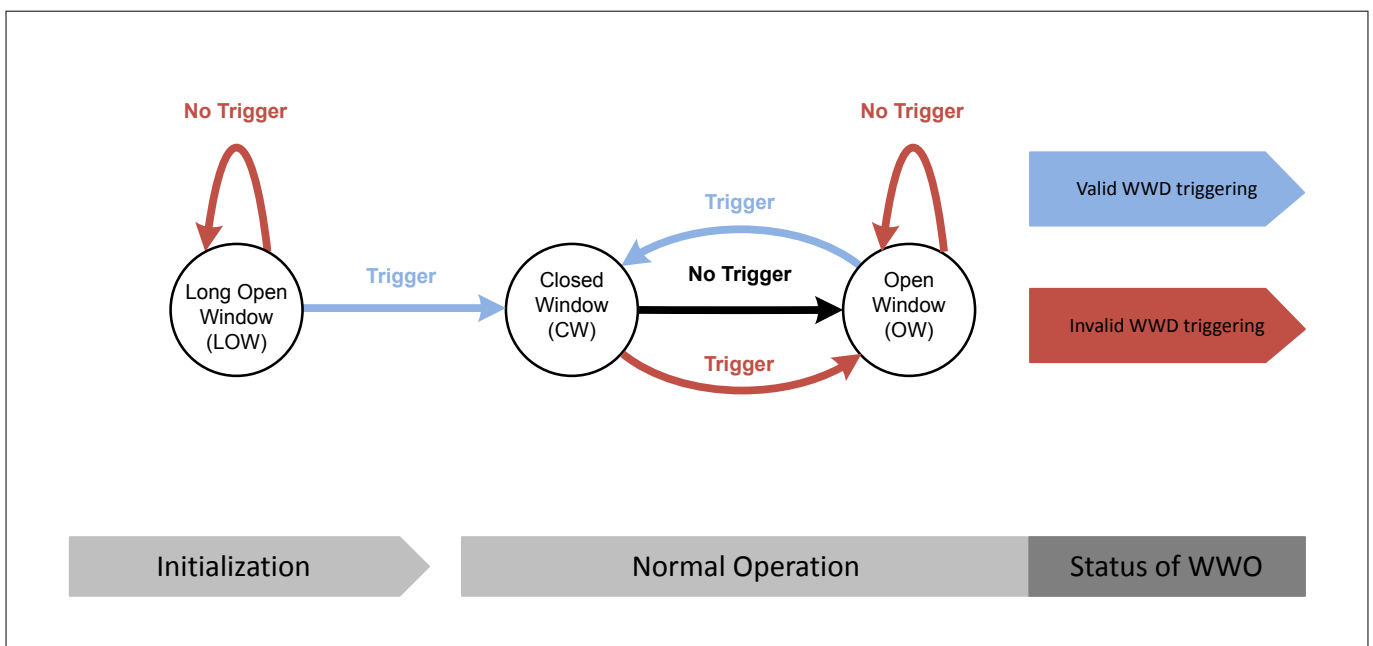 No Trigger
No Trigger
Valid WWD triggering
Trigger
Trigger
No Trigger
Long Open
Window
(LOW)
Closed
Window
(CW)
Open
Window
(OW)
Invalid WWD triggering
Trigger
Initialization
Normal Operation
Status of WWO